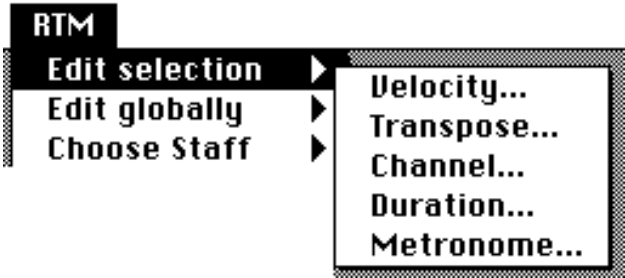 RTM
Edit selection
Edit globally
Choose Staff
Velocity...
Transpose...
Channel...
Duration...
Metronome...